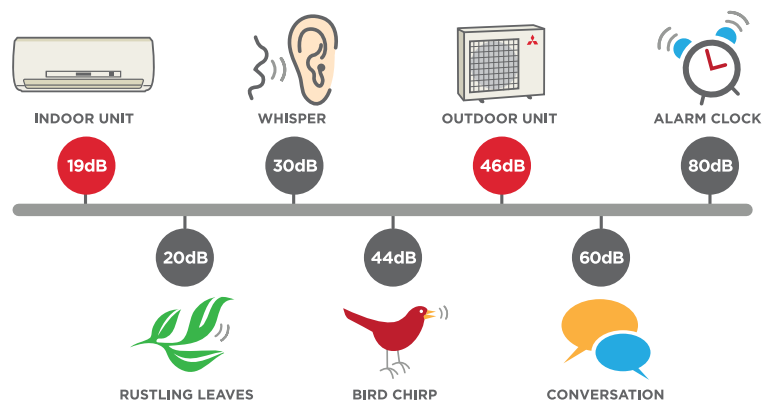 INDOOR UNIT
WHISPER
OUTDOOR UNIT
ALARM CLOCK
19dB
30dB
46dB
80dB
20dB
44dB
60dB
RUSTLING LEAVES
BIRD CHIRP
CONVERSATION